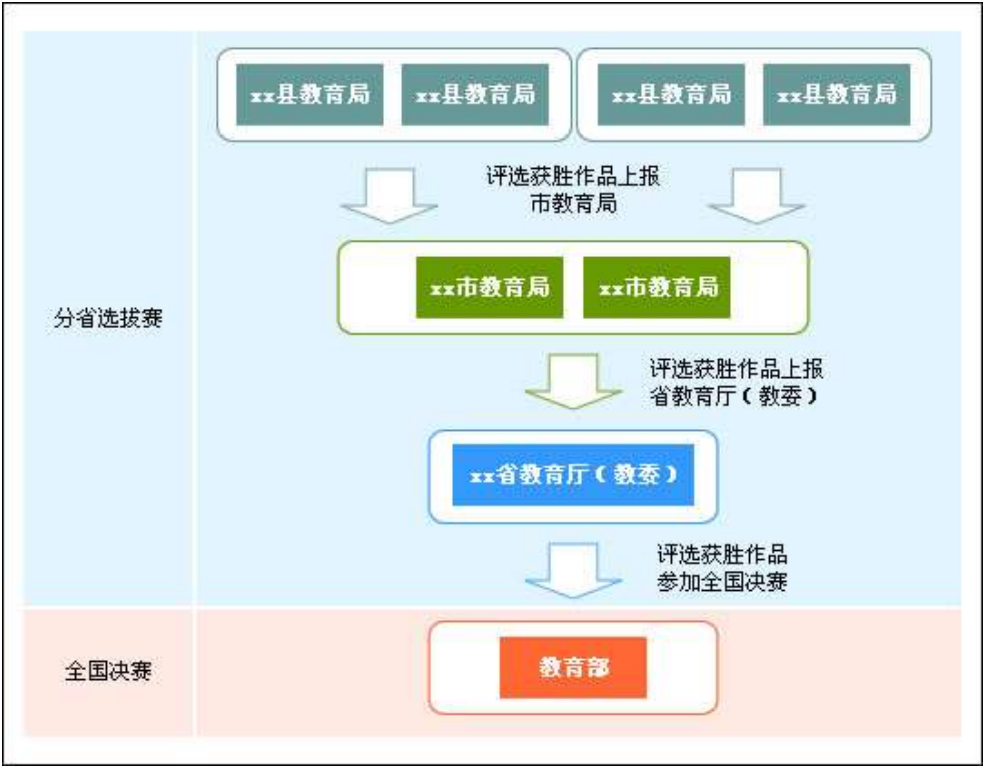 xx县教育局 xx县教育局 xx县教育局 xx县教育局
评选获胜作品上报
市教育局
xx市教育局 xx市教育局
分省选拔赛
评选获胜作品上报
省教育厅（教委）
xx省教育厅（教委）
评选获胜作品
参加全国决赛
全国决赛
教育部